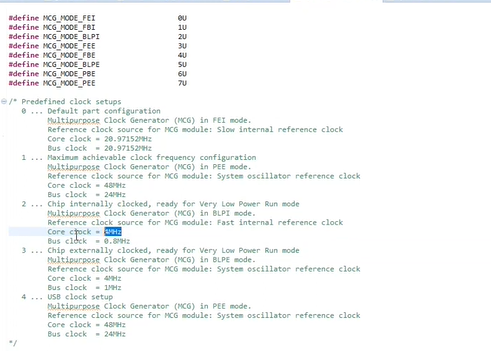 #define MCG_MODE_FEI 0U
#define MCG_MODE_FBI 1U
#define MCG_MODE_BLPI 2U
#define MCG_MODE_FEE 3U
#define MCG_MODE_FBE 4U
#define MCG_MODE_BLPE 5U
#define MCG_MODE_PBE 6U
#define MCG_MODE_PEE 7U
/* Predefined clock setups
0 ... Default part configuration
Multipurpose Clock Generator (MCG) in FEI mode.
Reference clock source for MCG module: Slow internal reference clock
Core clock = 20.97152MHz
Bus clock = 20.97152MHz
1 ... Maximum achievable clock frequency configuration
Multipurpose Clock Generator (MCG) in PEE mode.
Reference clock source for MCG module: System oscillator reference clock
Core clock = 48MHz
Bus clock = 24MHz
2 ... Chip internally clocked, ready for Very Low Power Run mode
Multipurpose Clock Generator (MCG) in BLPI mode.
Reference clock source for MCG module: Fast internal reference clock
Core clock = 4MHz
Bus clock = 0.8MHz
3 ... Chip externally clocked, ready for Very Low Power Run mode
Multipurpose Clock Generator (MCG) in BLPE mode.
Reference clock source for MCG module: System oscillator reference clock
Core clock = 4MHz
Bus clock = 1MHz
4 ... USB clock setup
Multipurpose Clock Generator (MCG) in PEE mode.
Reference clock source for MCG module: System oscillator reference clock
Core clock = 48MHz
Bus clock = 24MHz
*/